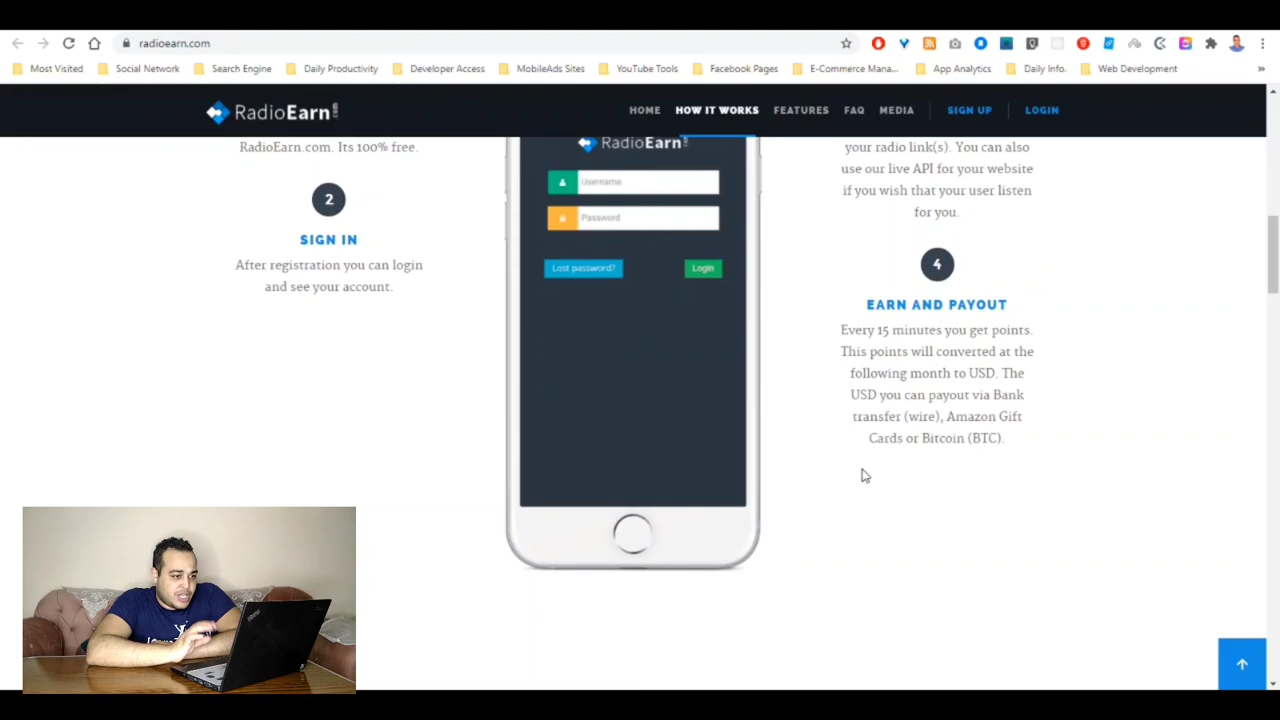 radioearn.com
Most Visited
Social Network
Search Engine
Daily Productivity
Developer Access
MobileAds Sites
YouTube Tools
Facebook Pages
E-Commerce Mana...
App Analytics
Daily Info.
Web Development
»
RadioEarn.com
HOME
HOW IT WORKS
FEATURES
FAQ
MEDIA
SIGN UP
LOGIN
RadioEarn.com. Its 100% free.
2
SIGN IN
After registration you can login
and see your account.
RadioEarn
Username
Password
Lost password?
Login
your radio link(s). You can also
use our live API for your website
if you wish that your user listen
for you.
4
EARN AND PAYOUT
Every 15 minutes you get points.
This points will converted at the
following month to USD. The
USD you can payout via Bank
transfer (wire), Amazon Gift
Cards or Bitcoin (BTC).